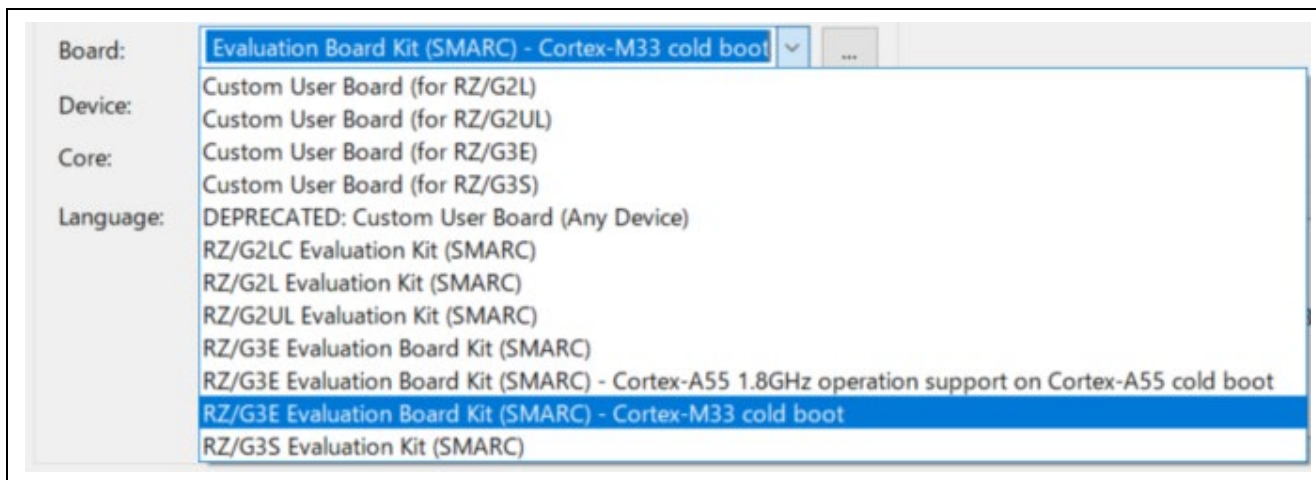 Board: Evaluation Board Kit (SMARC) - Cortex-M33 cold boot ...
Custom User Board (for RZ/G2L)
Device:
Custom User Board (for RZ/G2UL)
Core: Custom User Board (for RZ/G3E)
Custom User Board (for RZ/G3S)
Language: DEPRECATED: Custom User Board (Any Device)
RZ/G2LC Evaluation Kit (SMARC)
RZ/G2L Evaluation Kit (SMARC)
RZ/G2UL Evaluation Kit (SMARC)
RZ/G3E Evaluation Board Kit (SMARC)
RZ/G3E Evaluation Board Kit (SMARC) - Cortex-A55 1.8GHz operation support on Cortex-A55 cold boot
RZ/G3E Evaluation Board Kit (SMARC) - Cortex-M33 cold boot
RZ/G3S Evaluation Kit (SMARC)